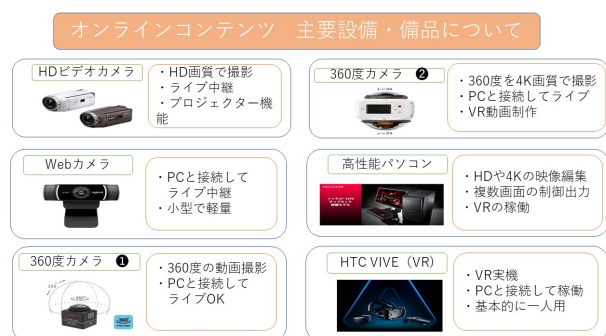 オンラインコンテンツ　主要設備・備品について
HDビデオカメラ
・HD画質で撮影
・ライブ中継
・プロジェクター機
能
360度カメラ　❷
・360度を4K画質で撮影
・PCと接続してライブ
・VR動画制作
Webカメラ
・PCと接続して
ライブ中継
・小型で軽量
高性能パソコン
・HDや4Kの映像編集
・複数画面の制御出力
・VRの稼働
360度カメラ　❶
360°
・360度の動画撮影
・PCと接続して
ライブOK
HTC VIVE（VR）
・VR実機
・PCと接続して稼働
・基本的に一人用